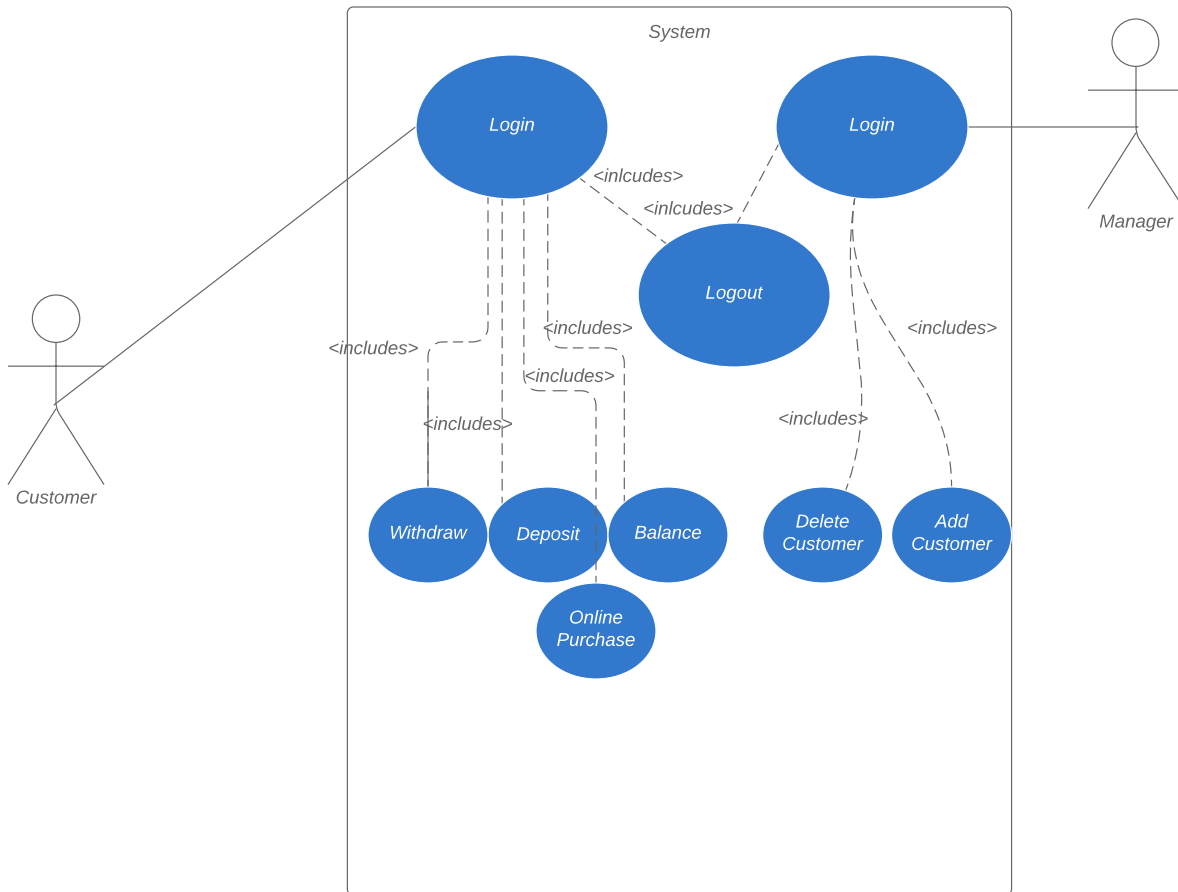 System
Login
Login
<inlcudes>
<inlcudes>
Manager
Logout
<includes>
<includes>
<includes>
<includes>
<includes>
<includes>
Customer
Withdraw
Deposit
Balance
Delete
Customer
Add
Customer
Online
Purchase